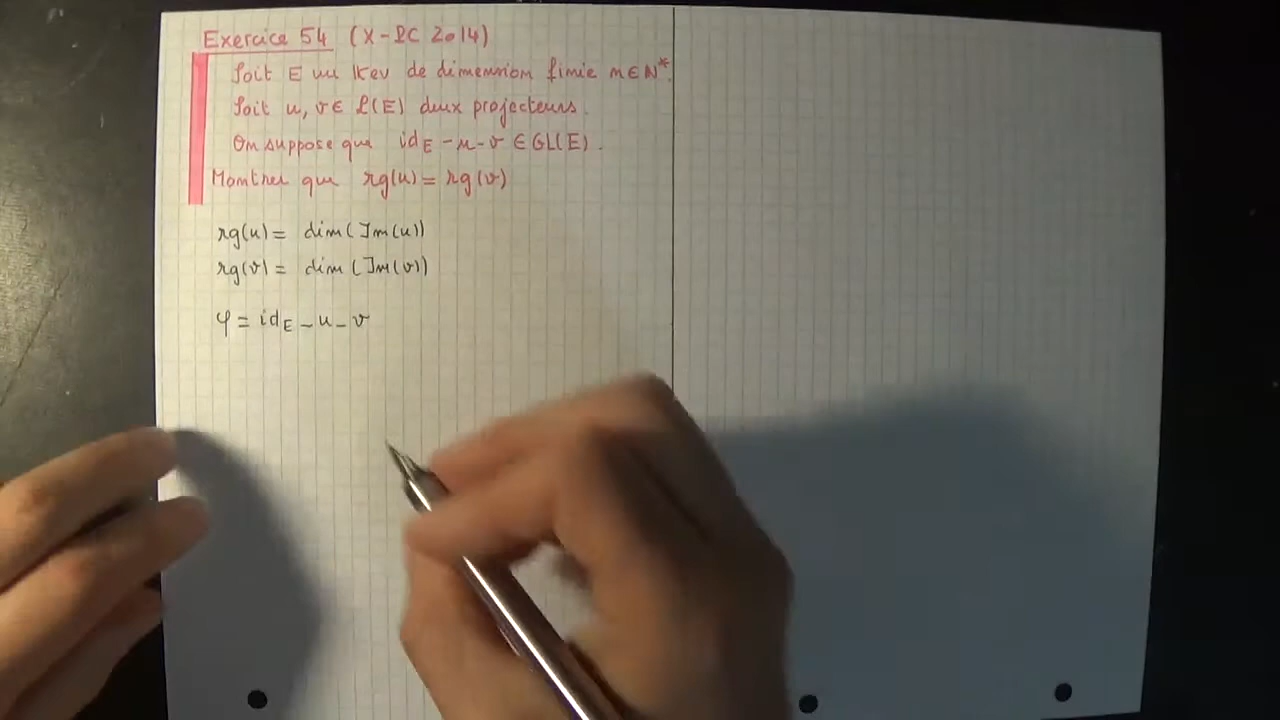 Exercice 54 (X-PC 2014)
Soit E un 𝕂ev de dimension finie n∈ℕ*.
Soit u, v ∈ ℒ(E) deux projecteurs.
On suppose que id_E - u - v ∈ GL(E).
Montrer que rg(u) = rg(v)
rg(u) = dim(Im(u))
rg(v) = dim(Im(v))
φ = id_E - u - v